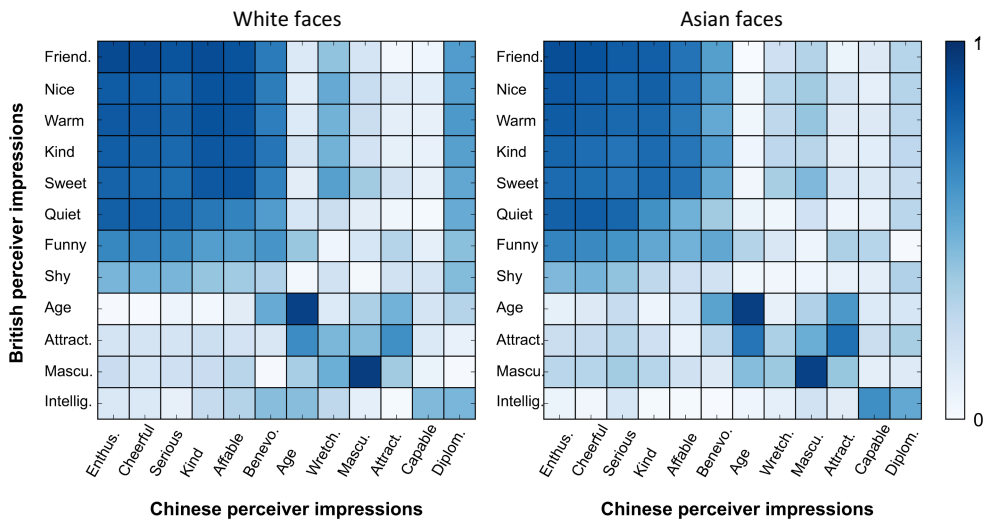 White faces
Asian faces
British perceiver impressions
Friend.
Nice
Warm
Kind
Sweet
Quiet
Funny
Shy
Age
Attract.
Mascu.
Intellig.
Enthus.
Cheerful
Serious
Kind
Affable
Benevo.
Age
Wretch.
Mascu.
Attract.
Capable
Diplom.
Chinese perceiver impressions
Friend.
Nice
Warm
Kind
Sweet
Quiet
Funny
Shy
Age
Attract.
Mascu.
Intellig.
Enthus.
Cheerful
Serious
Kind
Affable
Benevo.
Age
Wretch.
Mascu.
Attract.
Capable
Diplom.
Chinese perceiver impressions
1
0